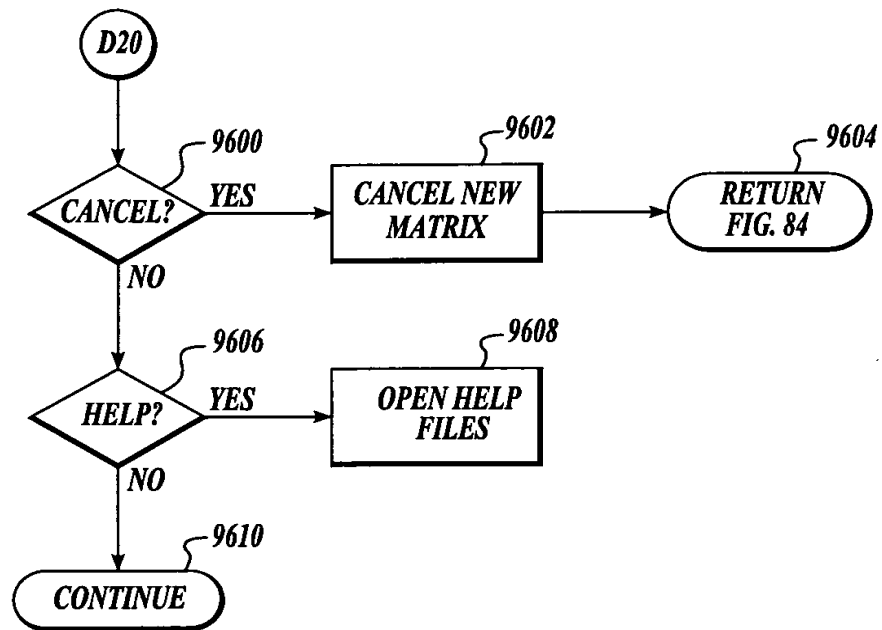 D20
9600
CANCEL?
YES
NO
9602
CANCEL NEW
MATRIX
9604
RETURN
FIG. 84
9606
HELP?
YES
NO
9608
OPEN HELP
FILES
9610
CONTINUE